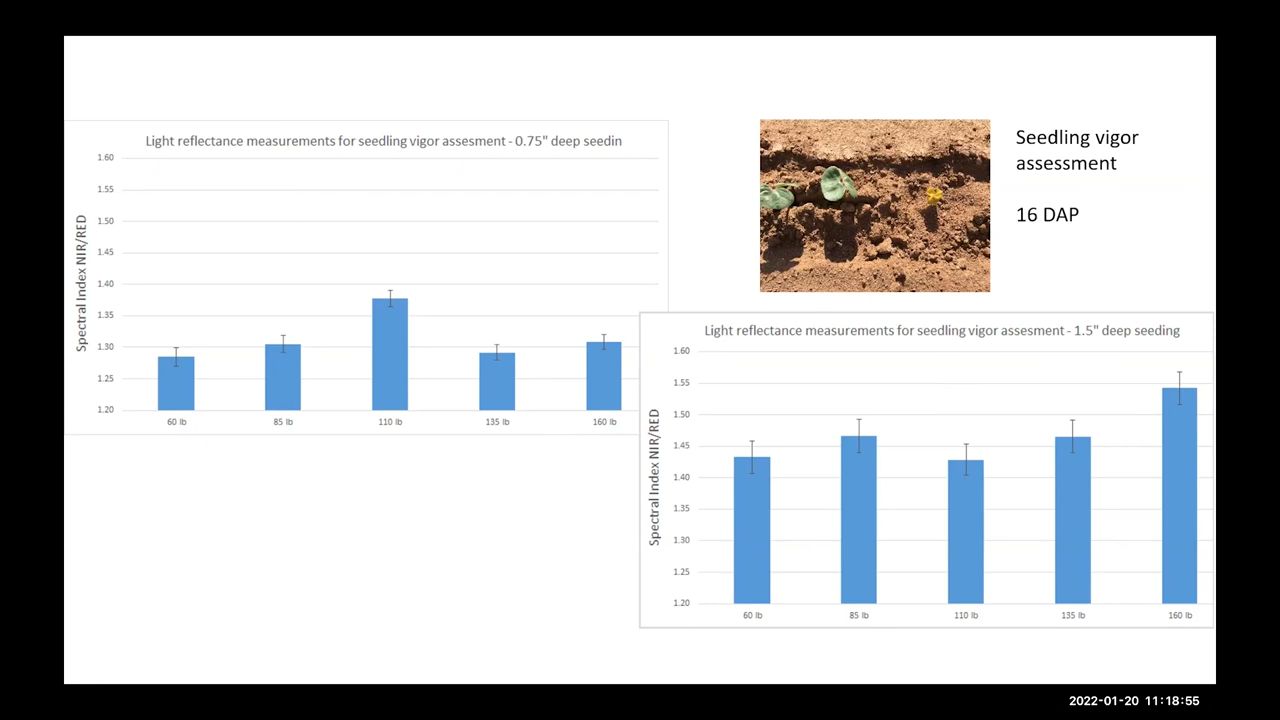 Light reflectance measurements for seedling vigor assesment - 0.75" deep seedin
1.60
1.55
1.50
1.45
1.40
1.35
1.30
1.25
1.20
Spectral Index NIR/RED
60 lb
85 lb
110 lb
135 lb
160 lb
Seedling vigor
assessment
16 DAP
Light reflectance measurements for seedling vigor assesment - 1.5" deep seeding
1.60
1.55
1.50
1.45
1.40
1.35
1.30
1.25
1.20
Spectral Index NIR/RED
60 lb
85 lb
110 lb
135 lb
160 lb
2022-01-20 11:18:55